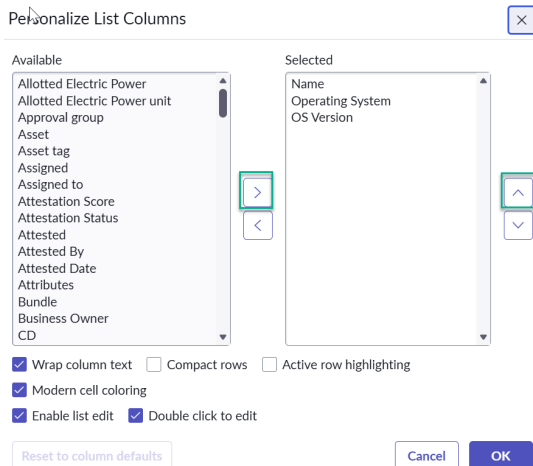 Personalize List Columns
Available
Selected
Allotted Electric Power
Allotted Electric Power unit
Approval group
Asset
Asset tag
Assigned
Assigned to
Attestation Score
Attestation Status
Attested
Attested By
Attested Date
Attributes
Bundle
Business Owner
CD
Name
Operating System
OS Version
Wrap column text
Compact rows
Active row highlighting
Modern cell coloring
Enable list edit
Double click to edit
Reset to column defaults
Cancel
OK